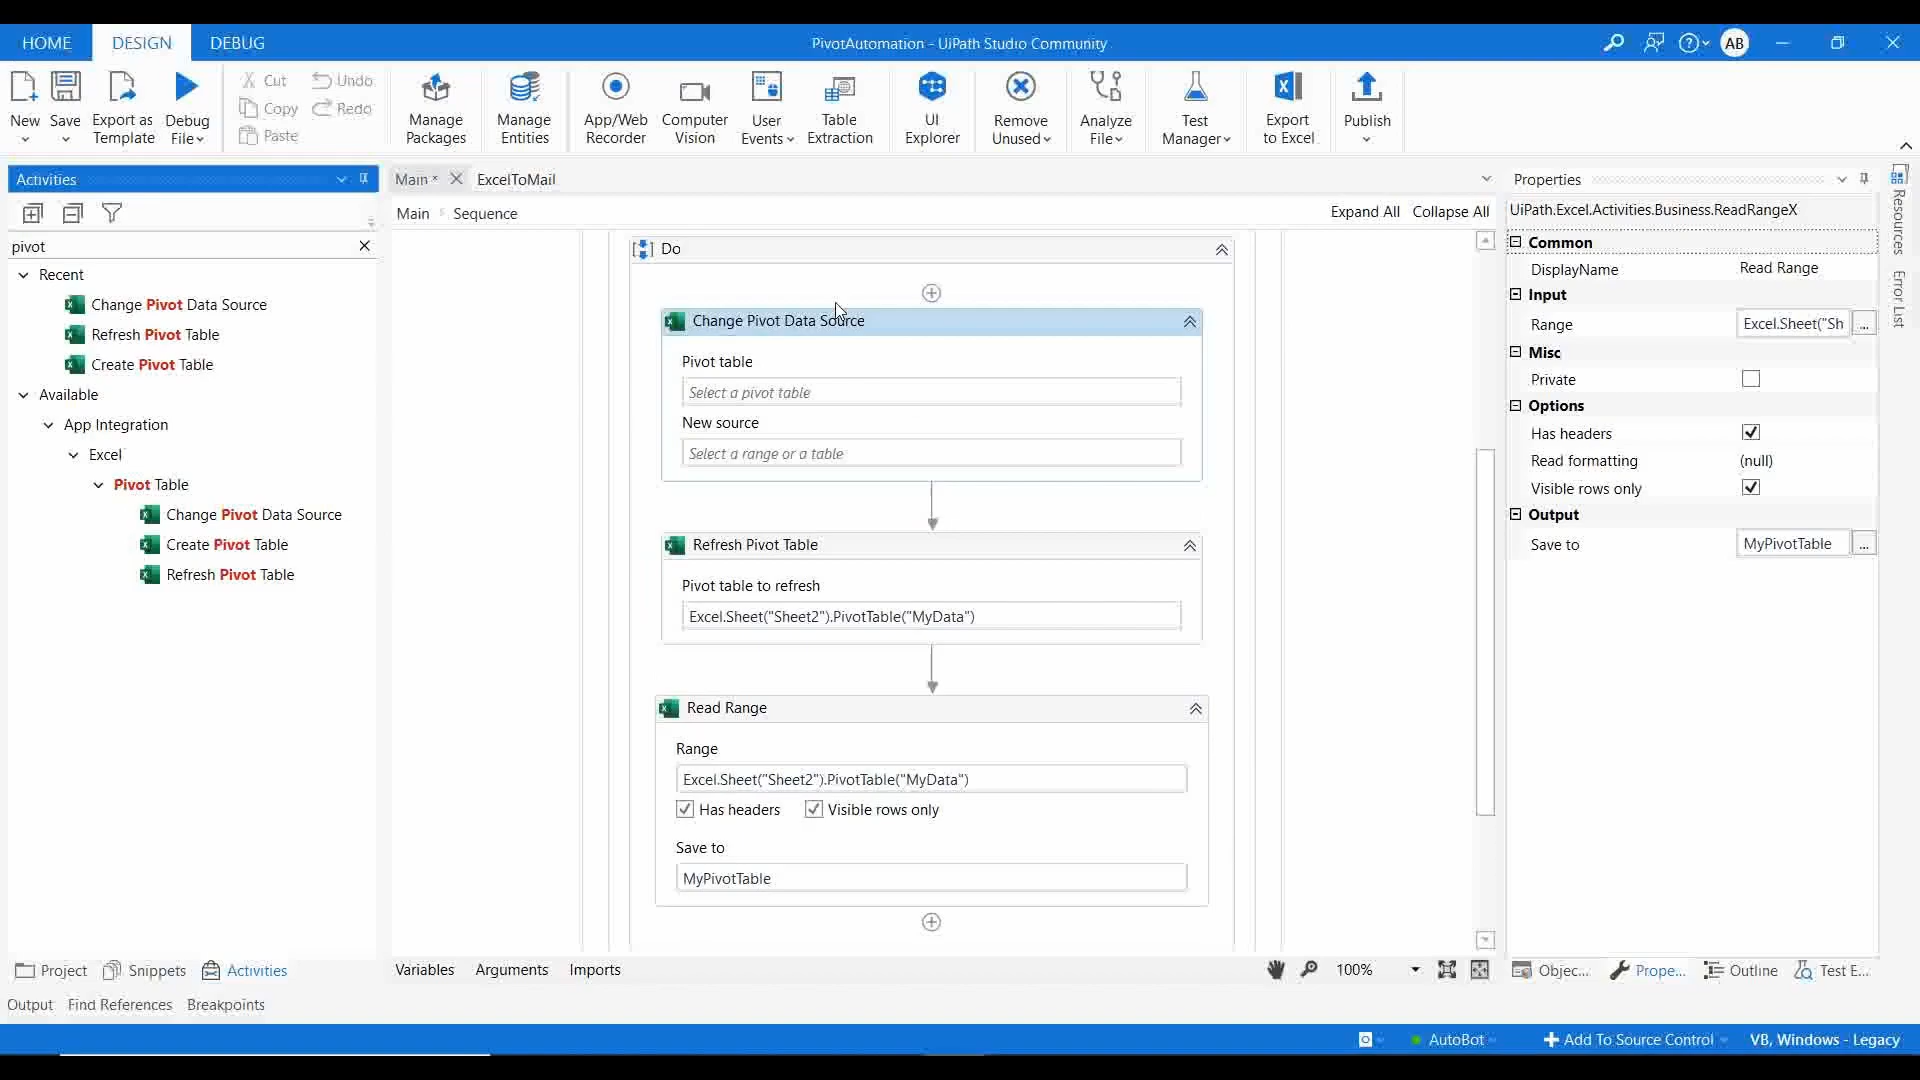 HOME DESIGN DEBUG PivotAutomation - UiPath Studio Community AB
New Save Export as Template Debug File Cut Copy Paste Undo Redo Manage Packages Manage Entities App/Web Recorder Computer Vision User Events Table Extraction UI Explorer Remove Unused Analyze File Test Manager Export to Excel Publish
Activities
pivot
Recent
Change Pivot Data Source
Refresh Pivot Table
Create Pivot Table
Available
App Integration
Excel
Pivot Table
Change Pivot Data Source
Create Pivot Table
Refresh Pivot Table
Project Snippets Activities
Main * ExcelToMail
Main Sequence Expand All Collapse All
Do
Change Pivot Data Source
Pivot table
Select a pivot table
New source
Select a range or a table
Refresh Pivot Table
Pivot table to refresh
Excel.Sheet("Sheet2").PivotTable("MyData")
Read Range
Range
Excel.Sheet("Sheet2").PivotTable("MyData")
Has headers Visible rows only
Save to
MyPivotTable
Variables Arguments Imports 100%
Properties
UiPath.Excel.Activities.Business.ReadRangeX
Common
DisplayName Read Range
Input
Range Excel.Sheet("Sh ...
Misc
Private
Options
Has headers
Read formatting (null)
Visible rows only
Output
Save to MyPivotTable ...
Objec... Prope... Outline Test E...
Resources
Error List
Output Find References Breakpoints
AutoBot Add To Source Control VB, Windows - Legacy